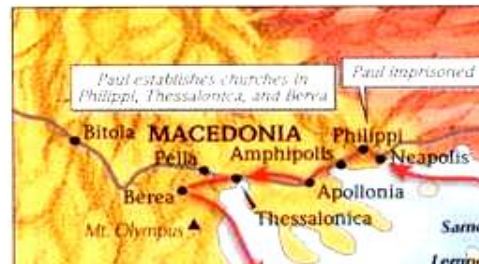 Paul establishes churches in
Philippi, Thessalonica, and Berea
Paul imprisoned
Bitola
MACEDONIA
Philippi
Pella
Amphipolis
Neapolis
Berea
Apollonia
Thessalonica
Mt. Olympus